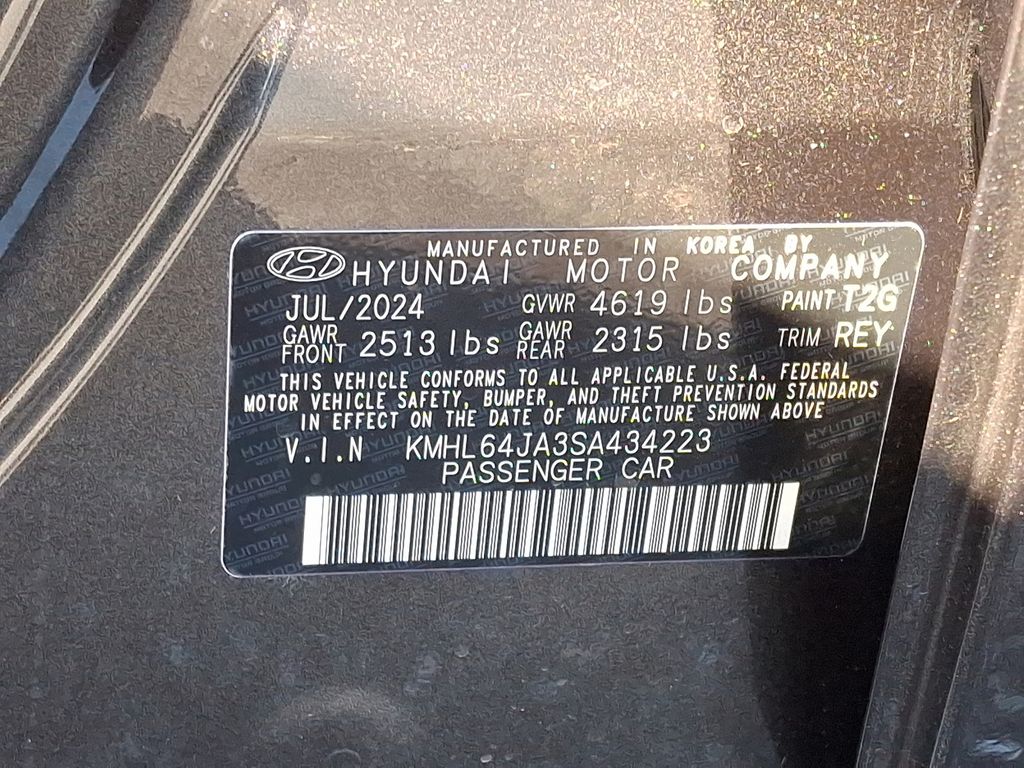 MANUFACTURED IN KOREA BY
HYUNDAI MOTOR COMPANY
JUL/2024 GVWR 4619 lbs PAINT T2G
GAWR FRONT 2513 lbs GAWR REAR 2315 lbs TRIM REY
THIS VEHICLE CONFORMS TO ALL APPLICABLE U.S.A. FEDERAL
MOTOR VEHICLE SAFETY, BUMPER, AND THEFT PREVENTION STANDARDS
IN EFFECT ON THE DATE OF MANUFACTURE SHOWN ABOVE
V.I.N KMHL64JA3SA434223
PASSENGER CAR